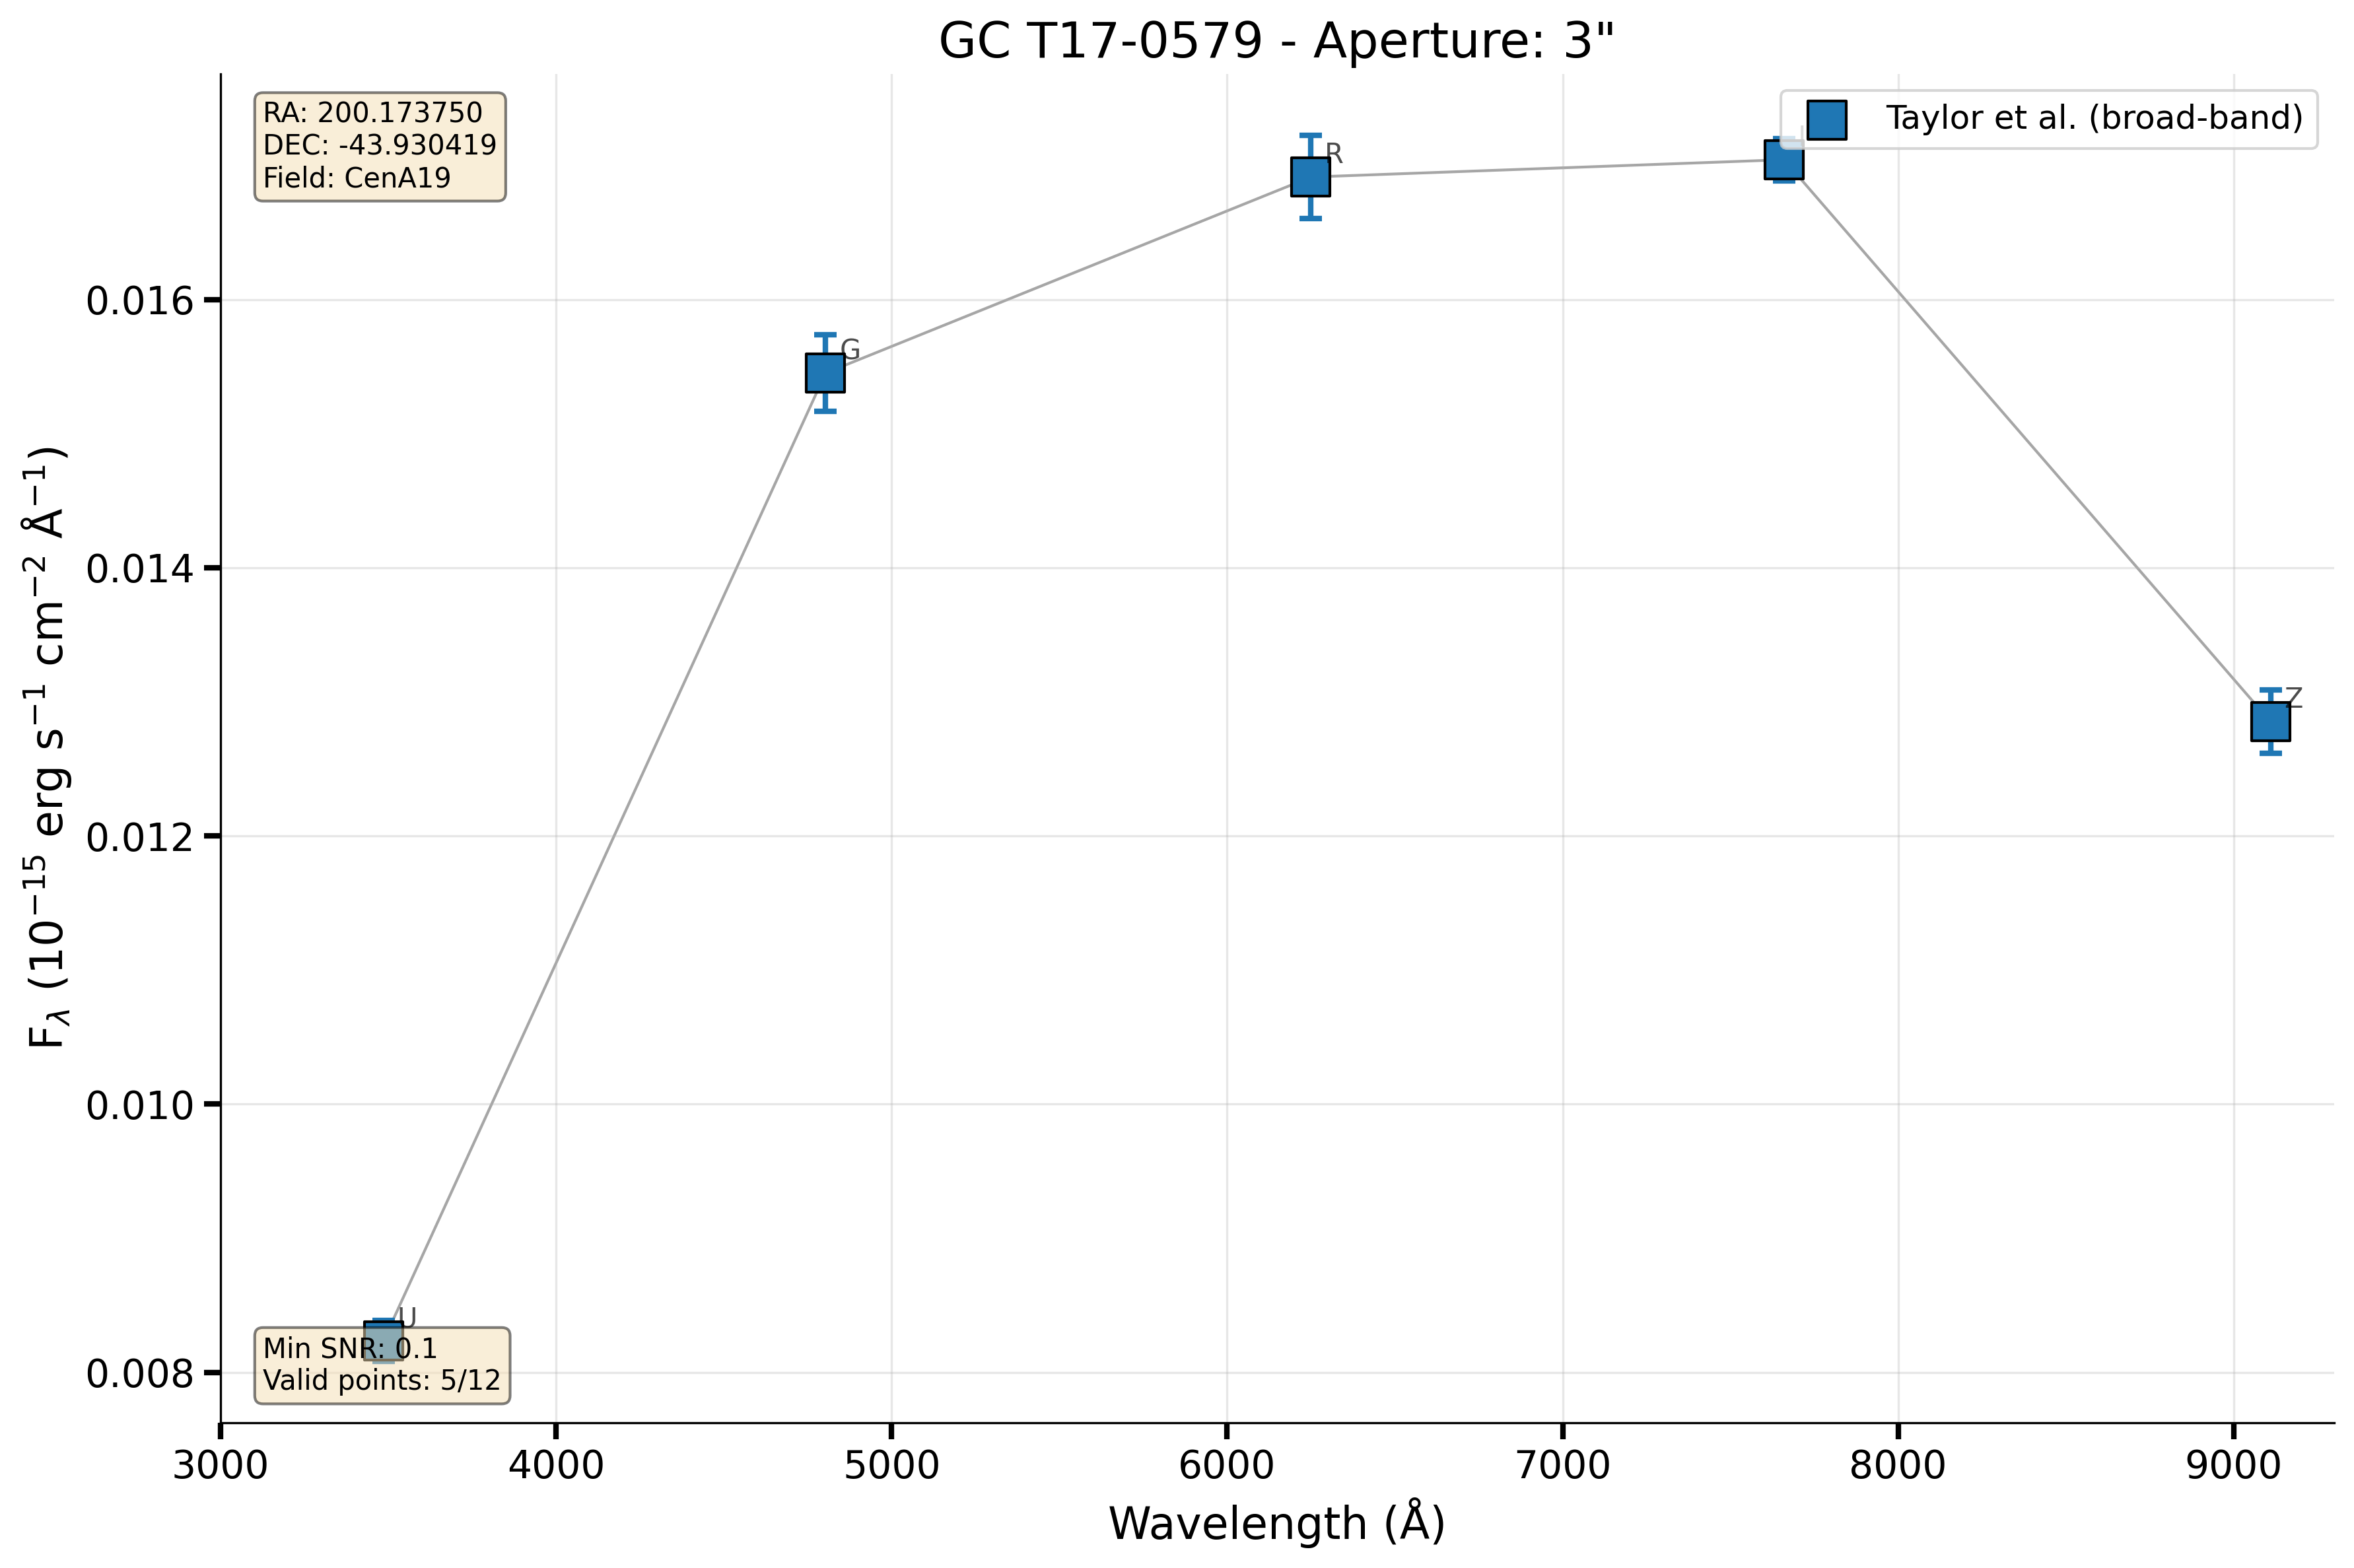 GC T17-0579 - Aperture: 3"
RA: 200.173750
DEC: -43.930419
Field: CenA19
Taylor et al. (broad-band)
R
G
Z
U
Min SNR: 0.1
Valid points: 5/12
0.016
0.014
0.012
0.010
0.008
F_λ (10⁻¹⁵ erg s⁻¹ cm⁻² Å⁻¹)
3000 4000 5000 6000 7000 8000 9000
Wavelength (Å)